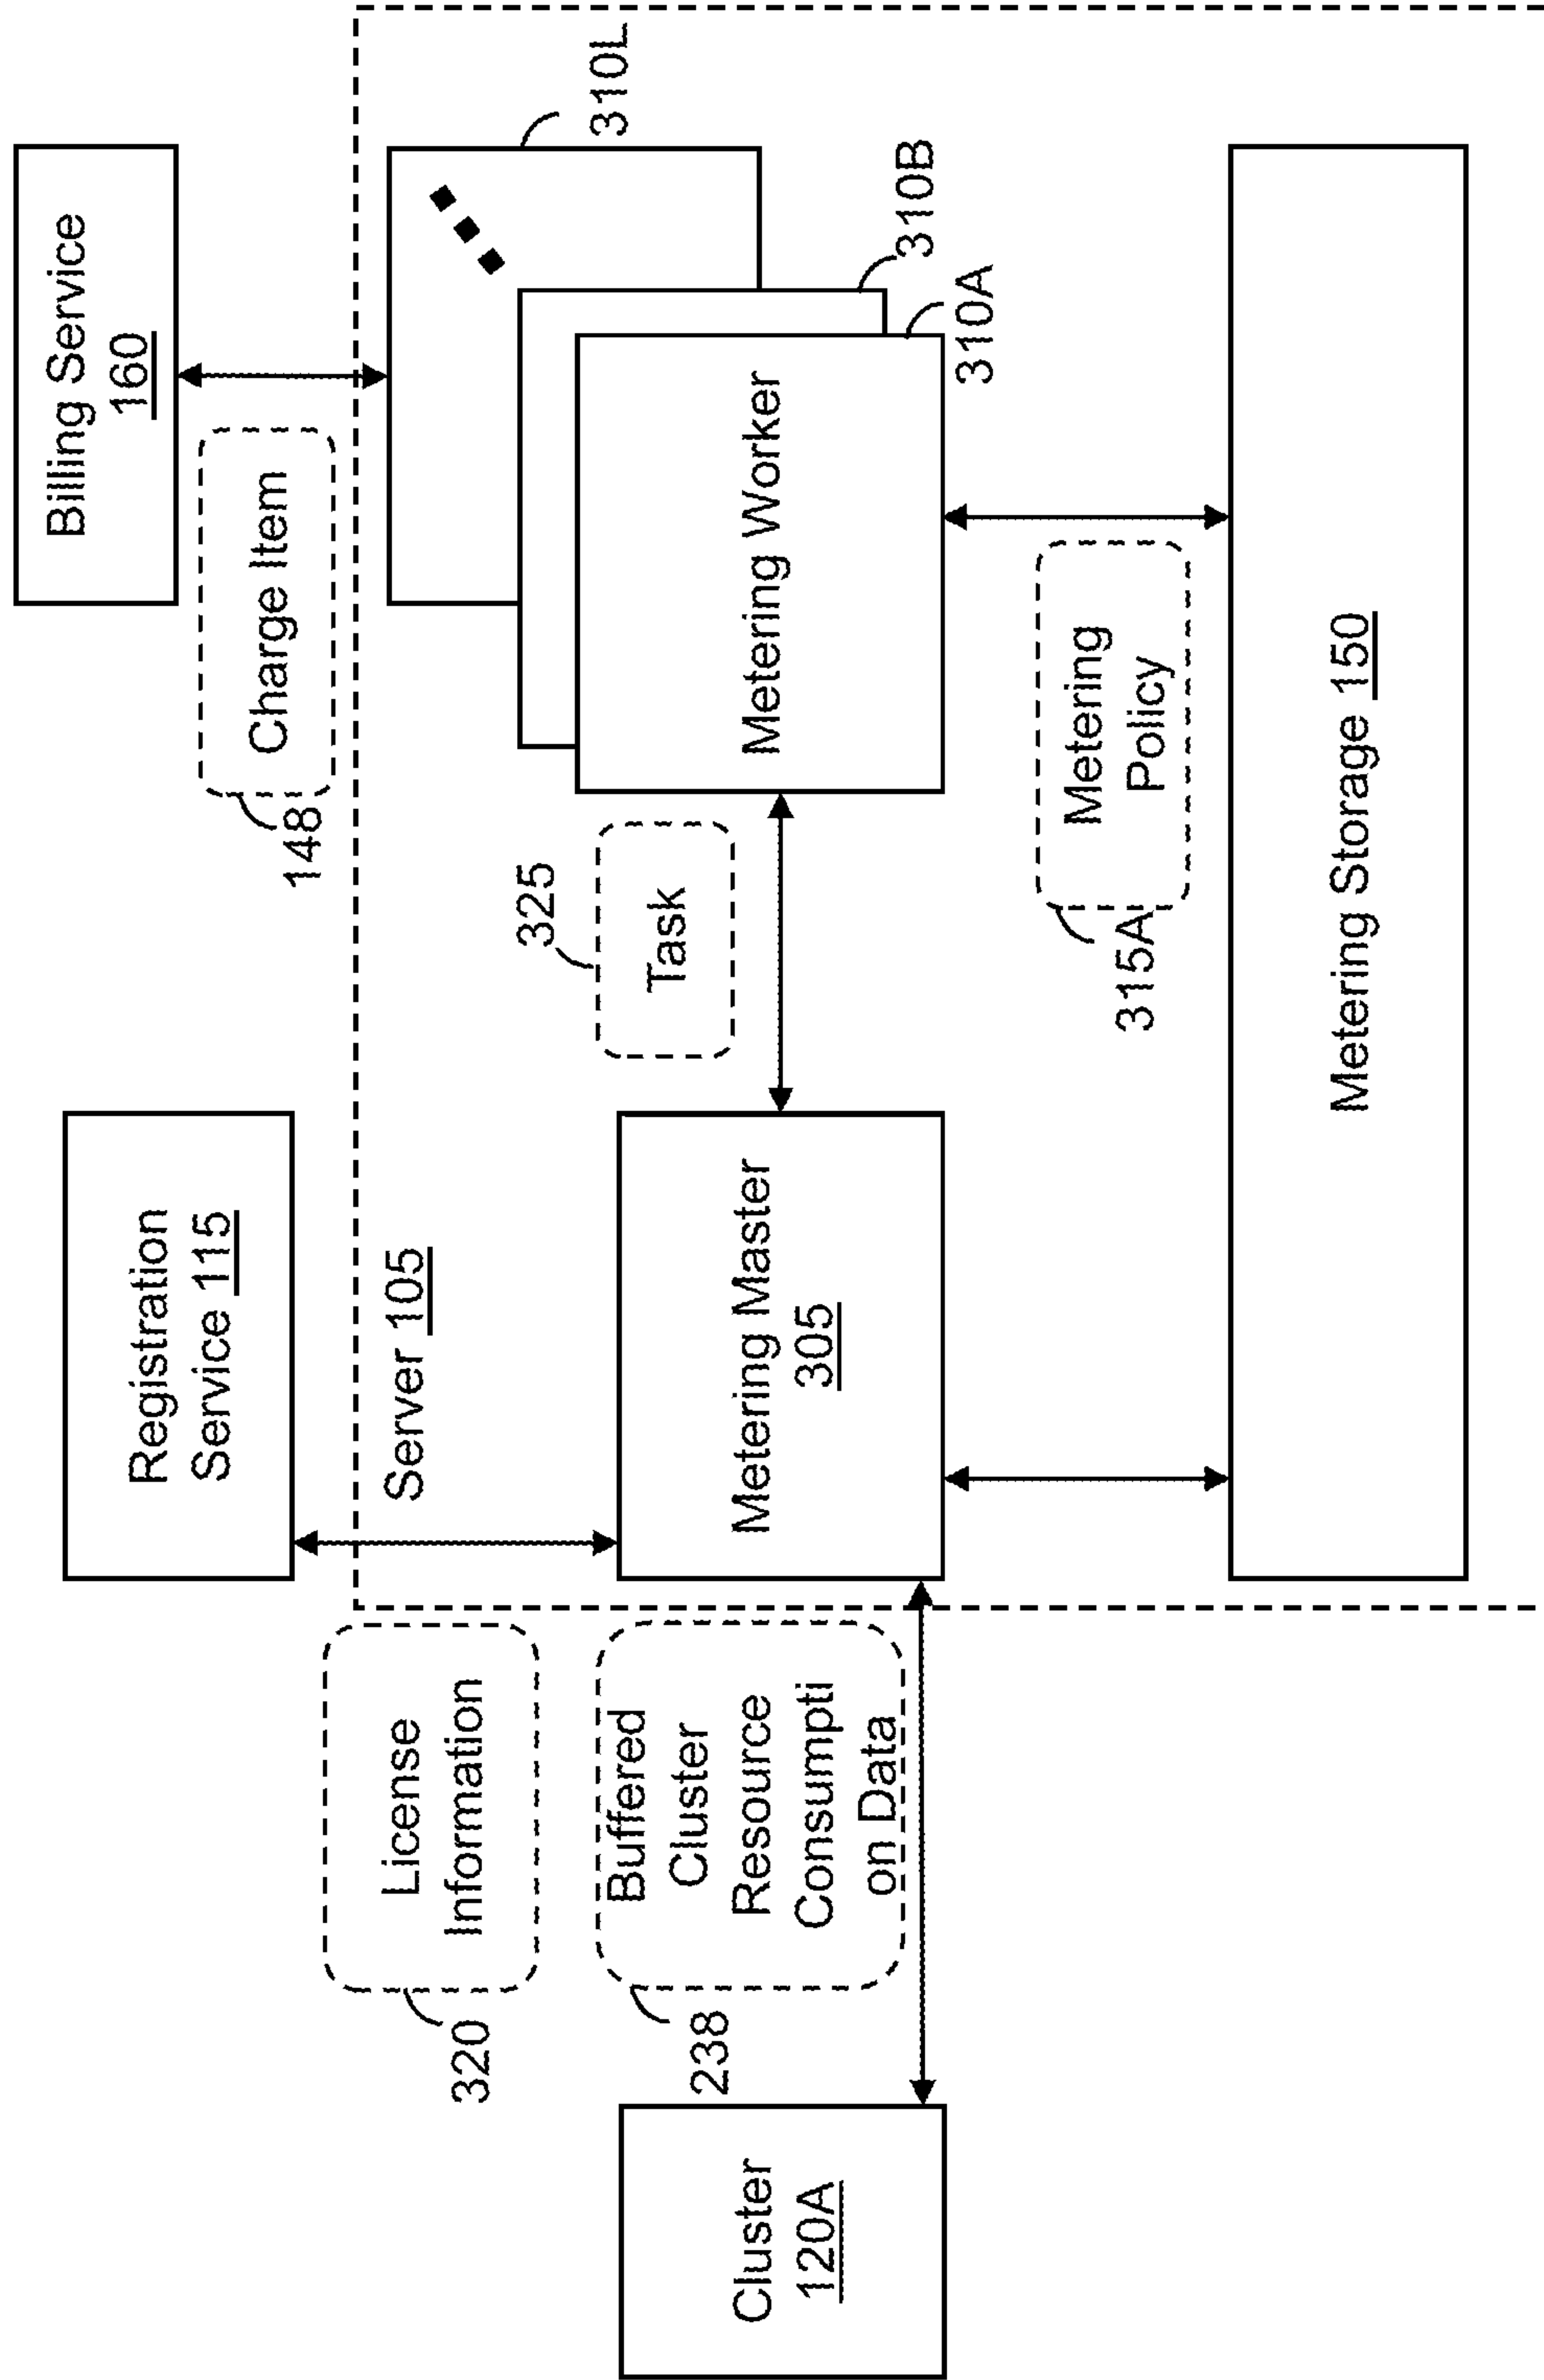 Registration
Service 115
Billing Service
160
License
Information
320
Server 105
Charge Item
148
310L
310B
310A
Buffered
Cluster
Resource
Consumpti
on Data
238
Cluster
120A
Metering Master
305
325
Task
Metering Worker
Metering
Policy
315A
Metering Storage 150